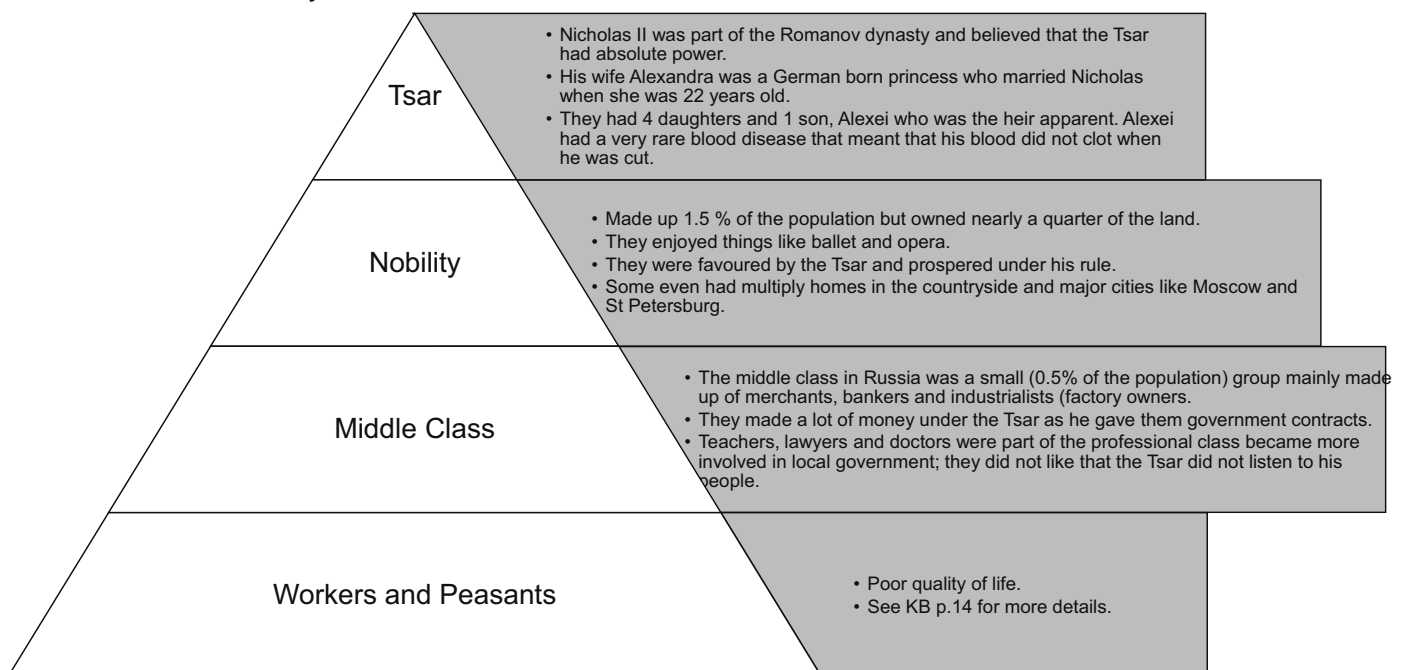 Tsar
• Nicholas II was part of the Romanov dynasty and believed that the Tsar
had absolute power.
• His wife Alexandra was a German born princess who married Nicholas
when she was 22 years old.
• They had 4 daughters and 1 son, Alexei who was the heir apparent. Alexei
had a very rare blood disease that meant that his blood did not clot when
he was cut.
Nobility
• Made up 1.5 % of the population but owned nearly a quarter of the land.
• They enjoyed things like ballet and opera.
• They were favoured by the Tsar and prospered under his rule.
• Some even had multiply homes in the countryside and major cities like Moscow and
St Petersburg.
Middle Class
• The middle class in Russia was a small (0.5% of the population) group mainly made
up of merchants, bankers and industrialists (factory owners.
• They made a lot of money under the Tsar as he gave them government contracts.
• Teachers, lawyers and doctors were part of the professional class became more
involved in local government; they did not like that the Tsar did not listen to his
people.
Workers and Peasants
• Poor quality of life.
• See KB p.14 for more details.